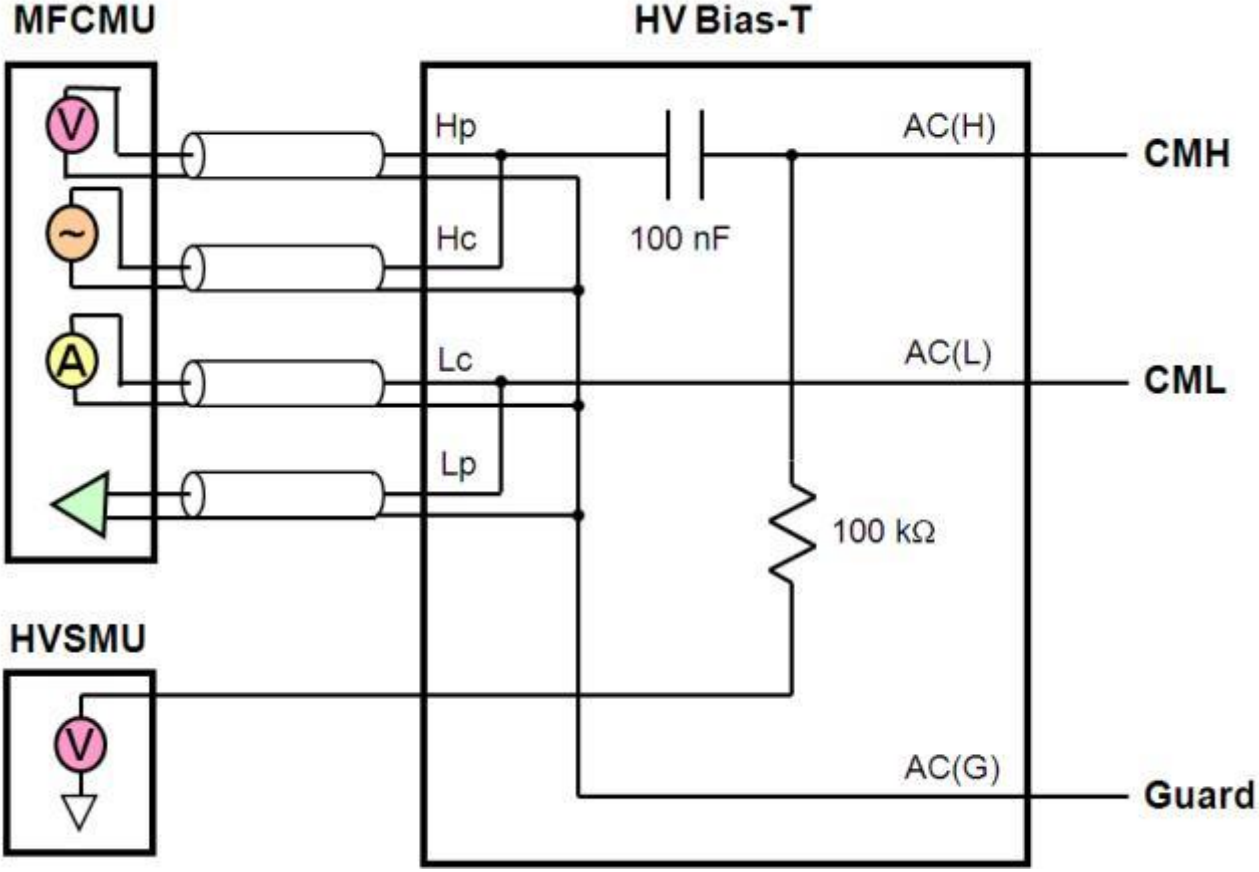 MFCMU
HV Bias-T
V
Hp
AC(H)
CMH
~
Hc
100 nF
A
Lc
AC(L)
CML
Lp
100 kΩ
HVSMU
V
AC(G)
Guard